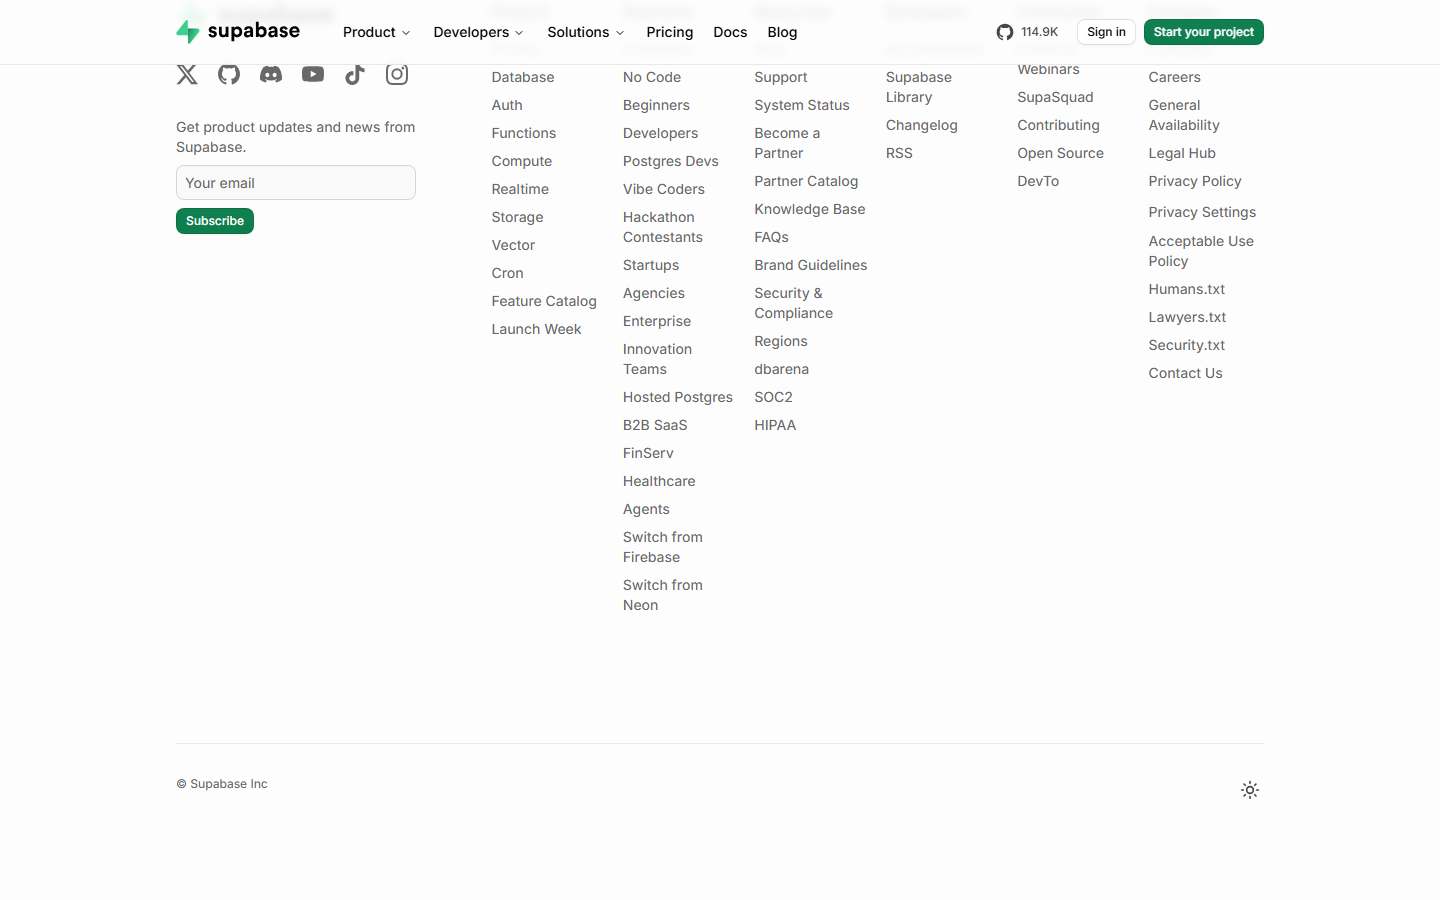 supabase
Product
Developers
Solutions
Pricing
Docs
Blog
114.9K
Sign in
Start your project
Get product updates and news from
Supabase.
Your email
Subscribe
Database
Auth
Functions
Compute
Realtime
Storage
Vector
Cron
Feature Catalog
Launch Week
No Code
Beginners
Developers
Postgres Devs
Vibe Coders
Hackathon
Contestants
Startups
Agencies
Enterprise
Innovation
Teams
Hosted Postgres
B2B SaaS
FinServ
Healthcare
Agents
Switch from
Firebase
Switch from
Neon
Support
System Status
Become a
Partner
Partner Catalog
Knowledge Base
FAQs
Brand Guidelines
Security &
Compliance
Regions
dbarena
SOC2
HIPAA
Supabase
Library
Changelog
RSS
Webinars
SupaSquad
Contributing
Open Source
DevTo
Careers
General
Availability
Legal Hub
Privacy Policy
Privacy Settings
Acceptable Use
Policy
Humans.txt
Lawyers.txt
Security.txt
Contact Us
© Supabase Inc